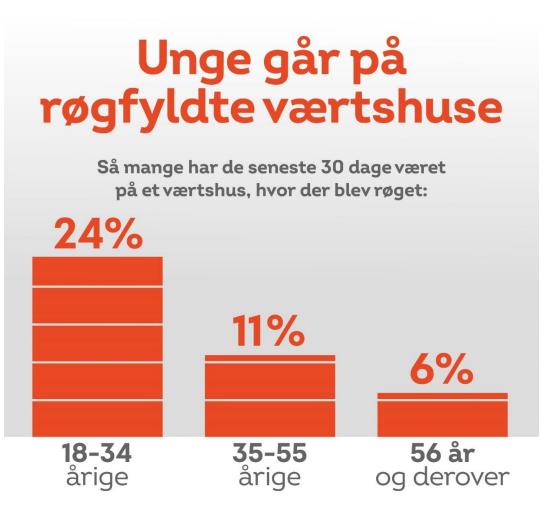 Unge går på
røgfyldte værtshuse
Så mange har de seneste 30 dage været
på et værtshus, hvor der blev røget:
24%
11%
6%
18-34
årige
35-55
årige
56 år
og derover